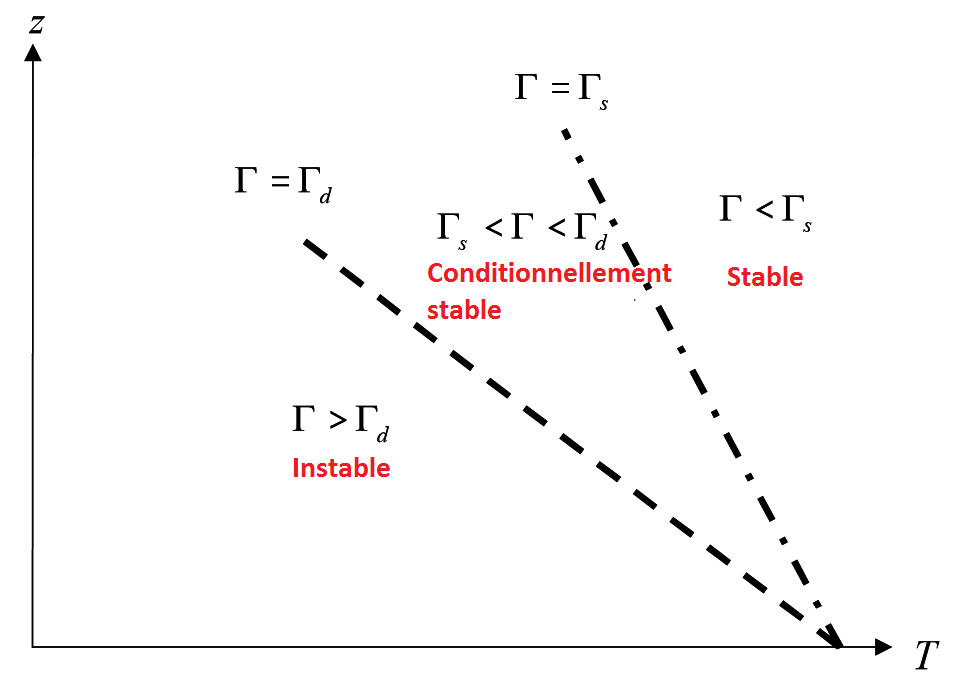 z
Γ = Γs
Γ = Γd
Γs < Γ < Γd
Conditionnellement
stable
Γ < Γs
Stable
Γ > Γd
Instable
T